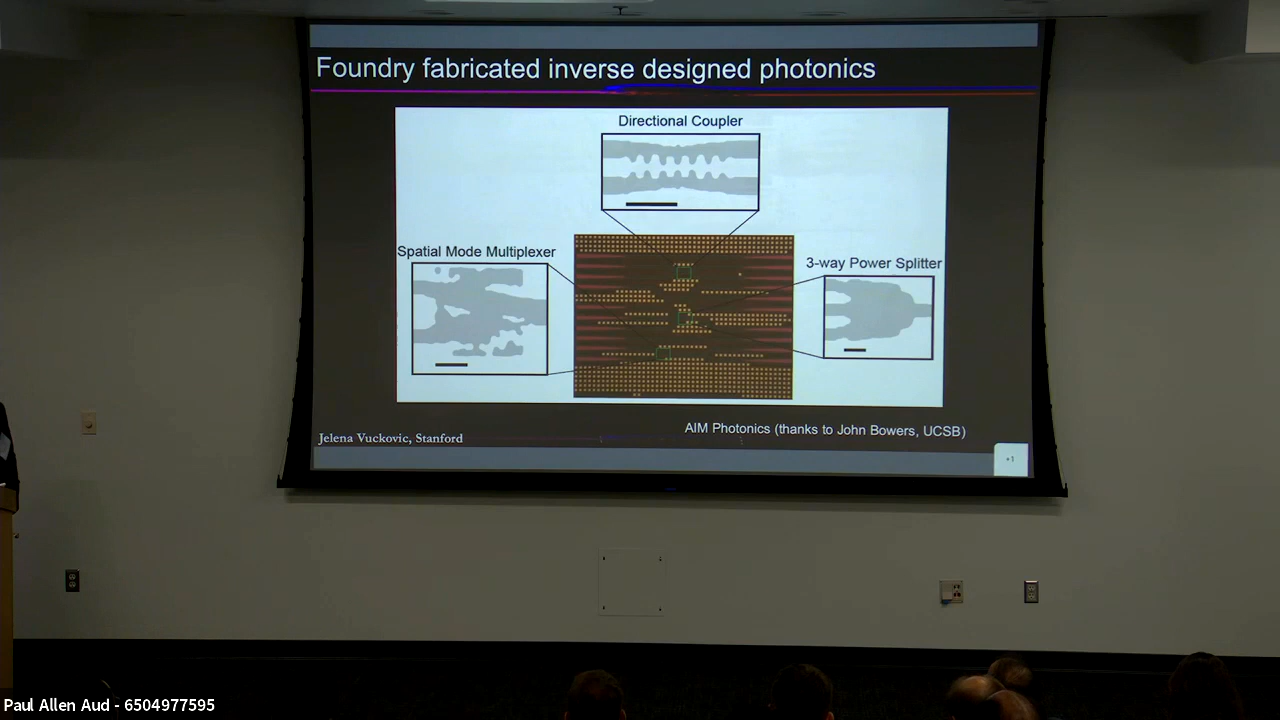 Foundry fabricated inverse designed photonics
Directional Coupler
Spatial Mode Multiplexer
3-way Power Splitter
AIM Photonics (thanks to John Bowers, UCSB)
Jelena Vuckovic, Stanford
+1
Paul Allen Aud - 6504977595